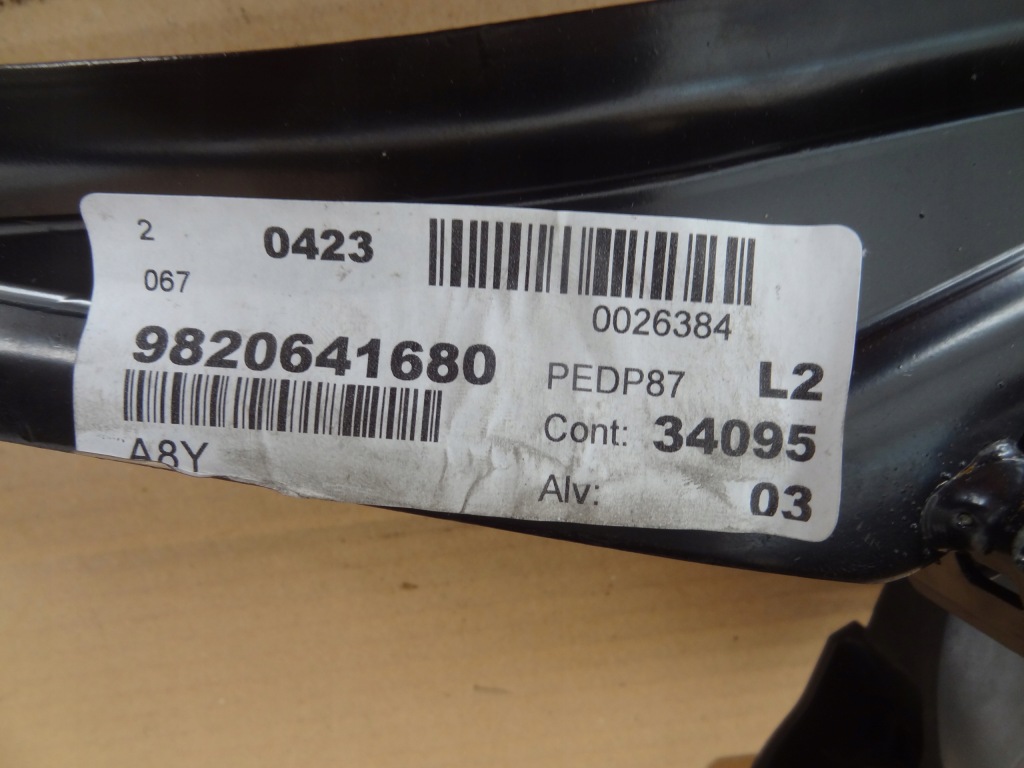 2
0423
067
0026384
9820641680
PEDP87 L2
A8Y
Cont: 34095
Alv: 03